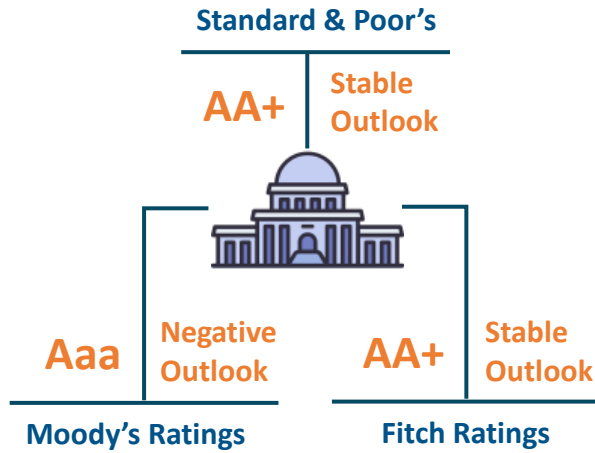 Standard & Poor's
AA+
Stable
Outlook
Aaa
Negative
Outlook
AA+
Stable
Outlook
Moody's Ratings
Fitch Ratings